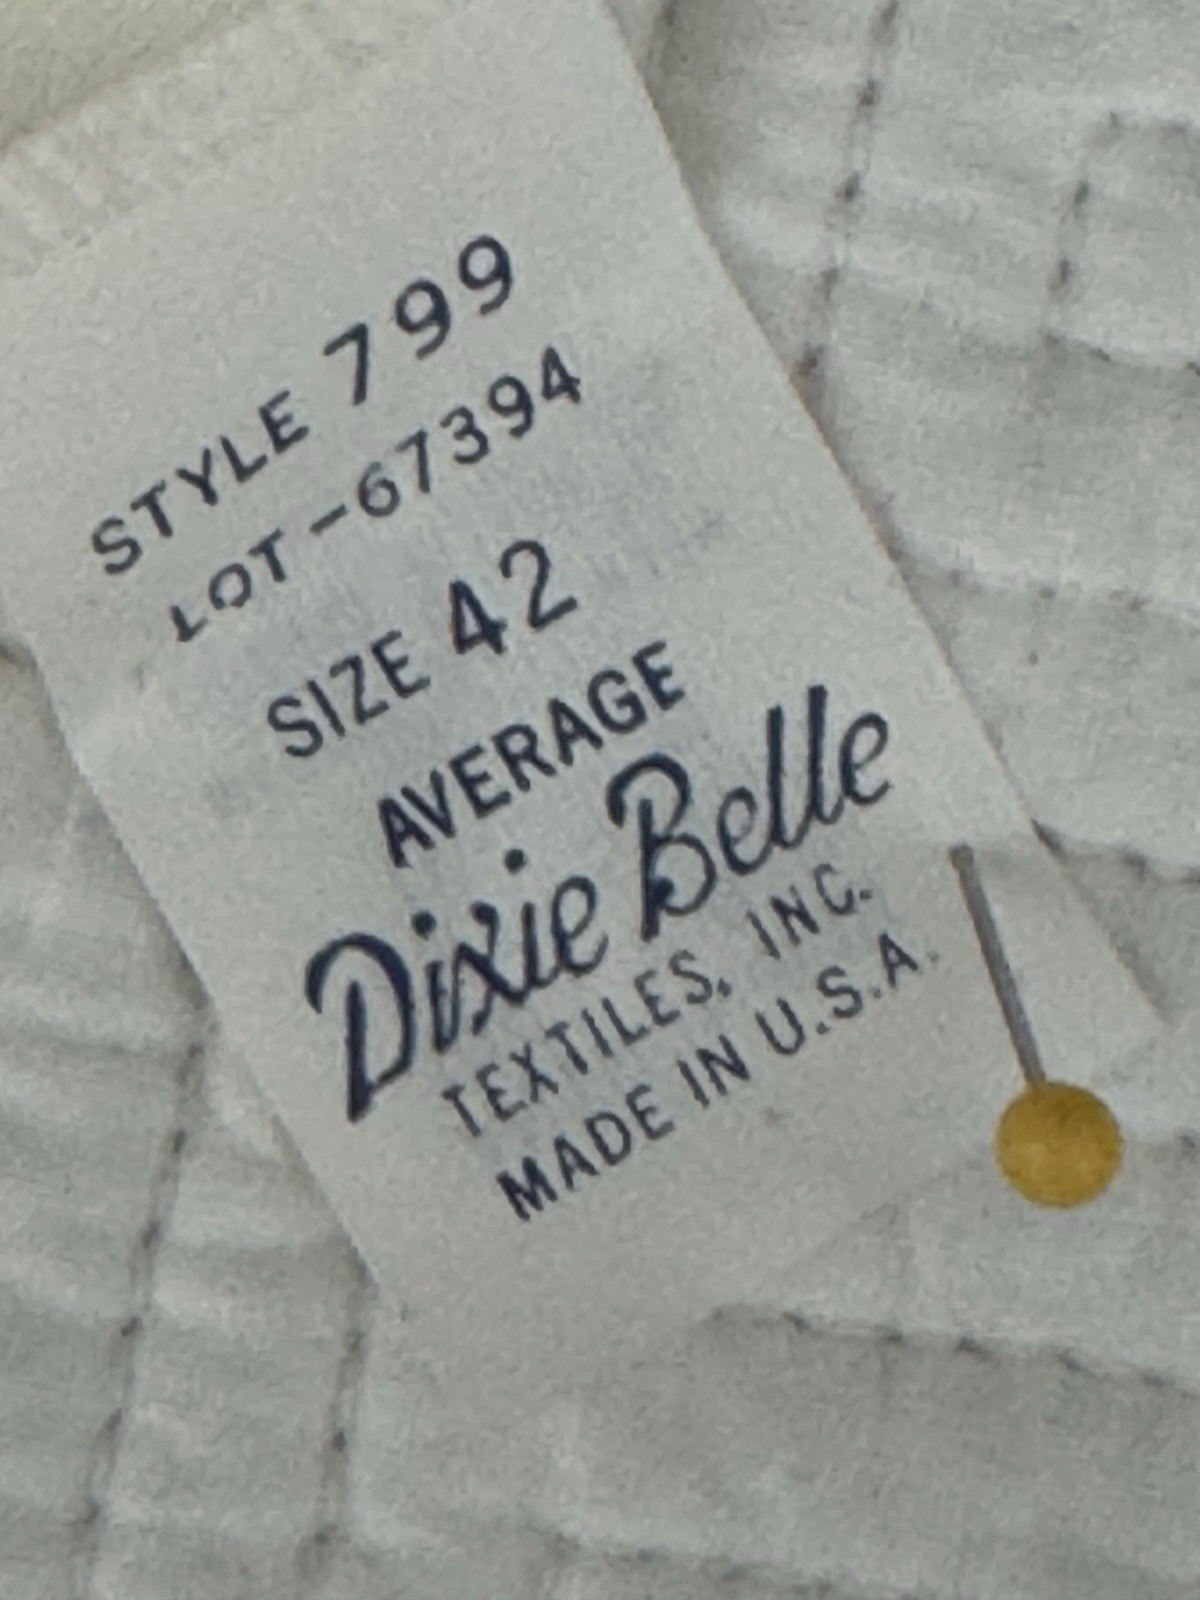 STYLE 799
LOT-67394
SIZE 42
AVERAGE
Dixie Belle
TEXTILES, INC.
MADE IN U.S.A.